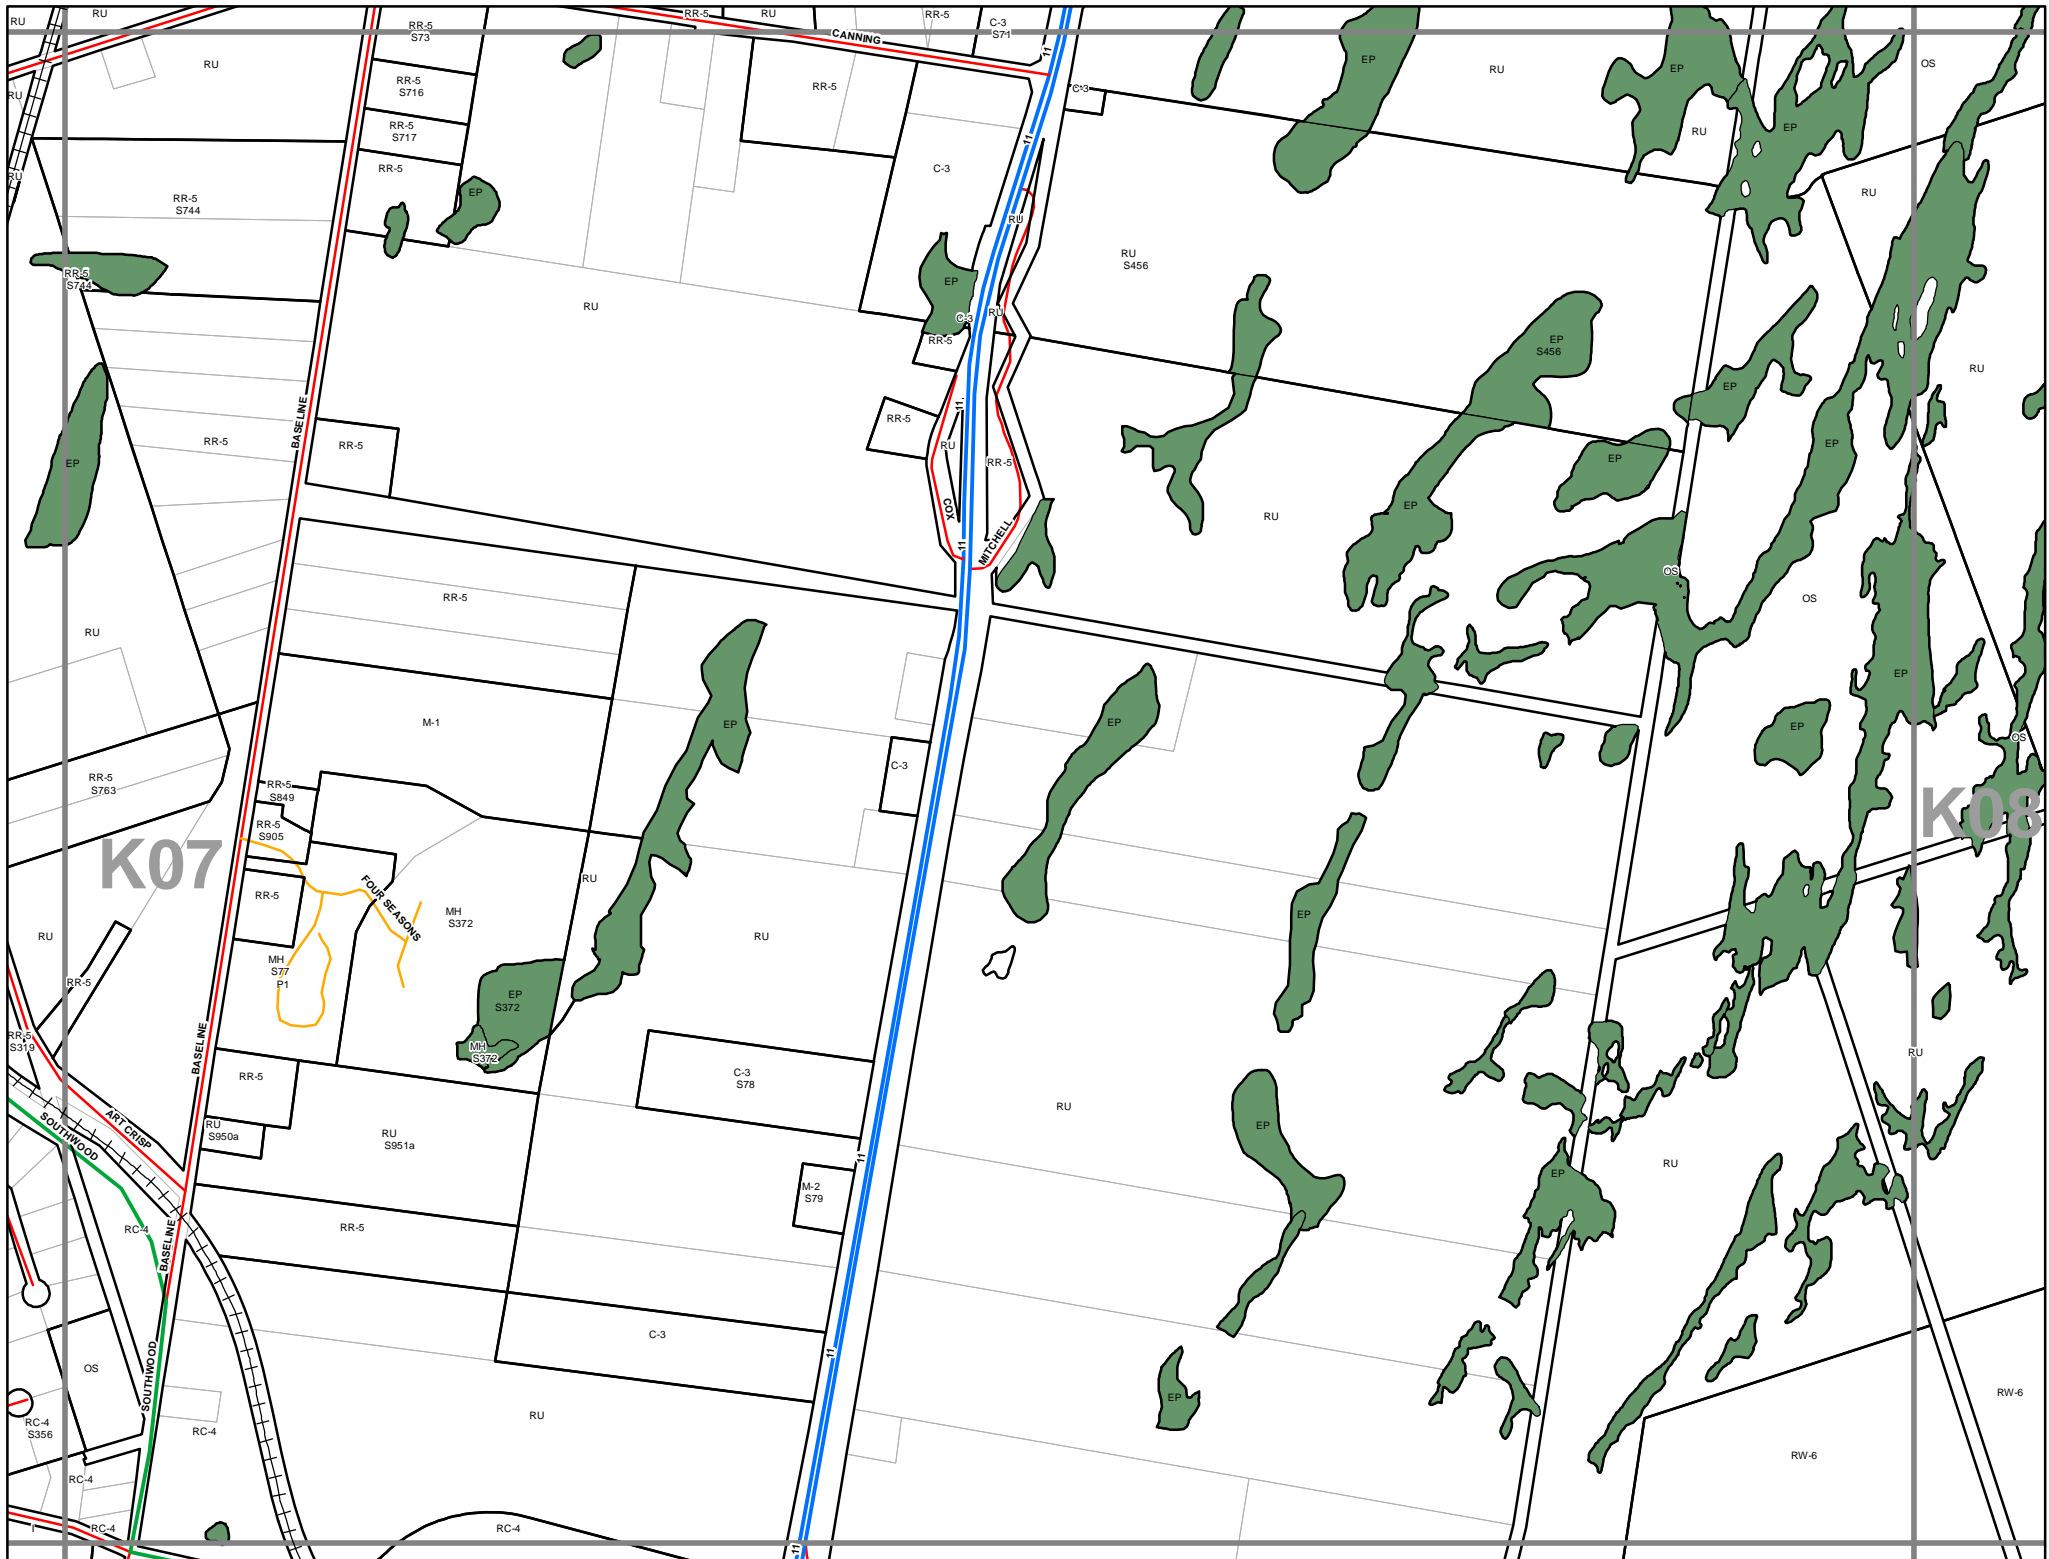 RU
RU
RR-5
S73
RR-5
RU
RR-5
C-3
S71
CANNING
11
RU
RR-5
S716
RR-5
C-3
EP
RU
EP
OS
RU
RR-5
S717
RR-5
C-3
11
RU
EP
RU
RR-5
S744
EP
RU
RU
RU
S456
RR-5
S744
EP
RU
C-3
RU
RR-5
EP
S456
RU
EP
BASELINE
RR-5
RR-5
RR-5
11
RU
RR-5
EP
EP
EP
COX
EP
RU
11
MITCHELL
OS
OS
RR-5
RU
EP
M-1
EP
EP
EP
OS
C-3
RR-5
S763
RR-5
S849
RR-5
S905
K07
K08
RR-5
FOUR SEASONS
RU
MH
S372
EP
RU
RU
MH
S77
P1
RR-5
EP
S372
RR-5
S319
BASELINE
MH
S372
RU
RR-5
C-3
S78
RU
ART CRISP
SOUTHWOOD
RU
S950a
RU
S951a
EP
11
RU
EP
M-2
S79
RC-4
BASELINE
RR-5
C-3
11
OS
SOUTHWOOD
EP
RW-6
RC-4
S356
RC-4
RU
RW-6
RC-4
RC-4
I
RC-4
11